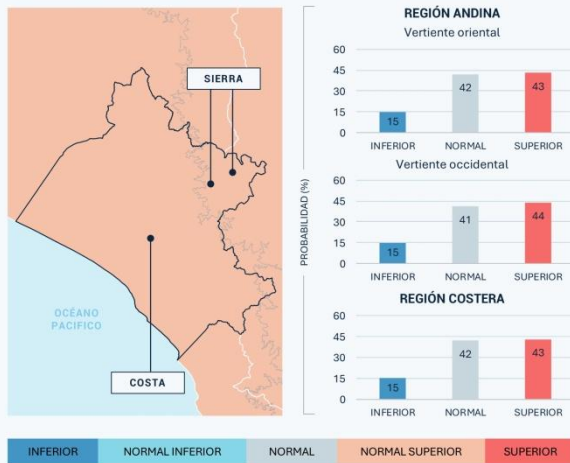 SIERRA
OCÉANO
PACIFICO
COSTA
PROBABILIDAD (%)
REGIÓN ANDINA
Vertiente oriental
60
45
30
15
0
15
42
43
INFERIOR NORMAL SUPERIOR
Vertiente occidental
60
45
30
15
0
15
41
44
INFERIOR NORMAL SUPERIOR
REGIÓN COSTERA
60
45
30
15
0
15
42
43
INFERIOR NORMAL SUPERIOR
INFERIOR NORMAL INFERIOR NORMAL NORMAL SUPERIOR SUPERIOR